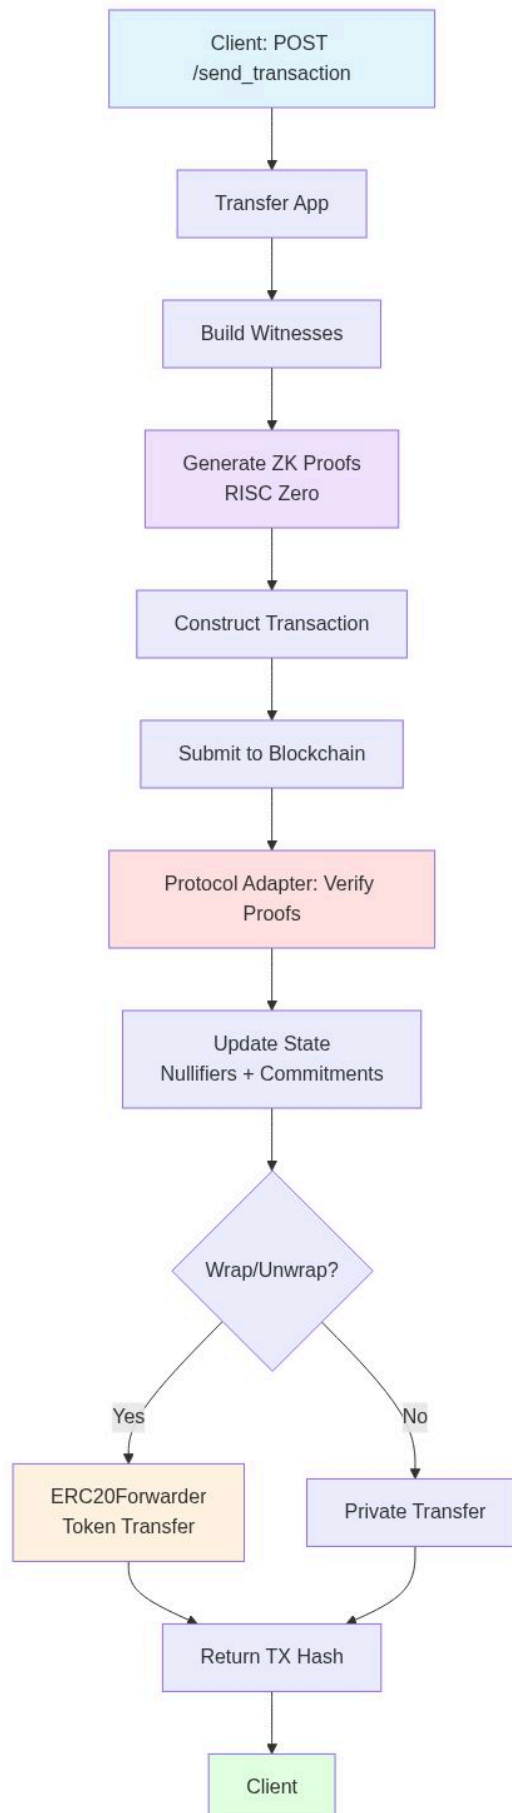 Client: POST
/send_transaction
Transfer App
Build Witnesses
Generate ZK Proofs
RISC Zero
Construct Transaction
Submit to Blockchain
Protocol Adapter: Verify
Proofs
Update State
Nullifiers + Commitments
Wrap/Unwrap?
Yes
No
ERC20Forwarder
Token Transfer
Private Transfer
Return TX Hash
Client